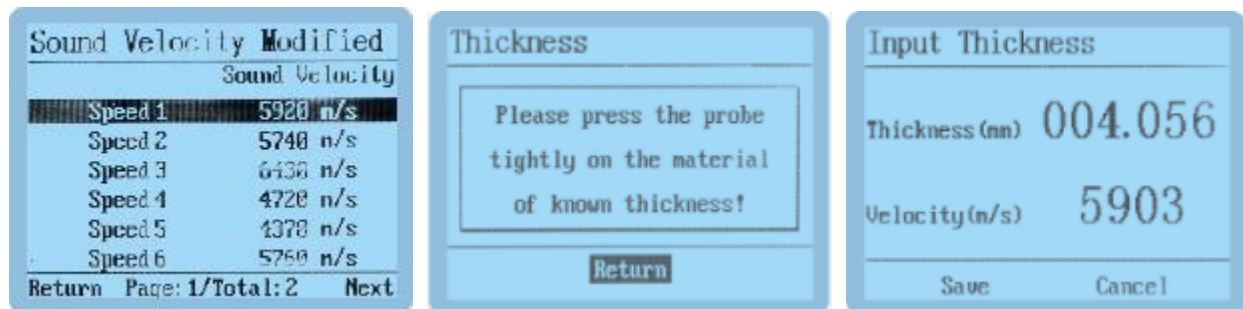 Sound Velocity Modified
Sound Velocity
Speed 1 5920 m/s
Speed 2 5740 m/s
Speed 3 6430 m/s
Speed 4 4720 m/s
Speed 5 4370 m/s
Speed 6 5760 m/s
Return Page: 1/Total: 2 Next
Thickness
Please press the probe
tightly on the material
of known thickness!
Return
Input Thickness
Thickness(mm) 004.056
Velocity(m/s) 5903
Save Cancel